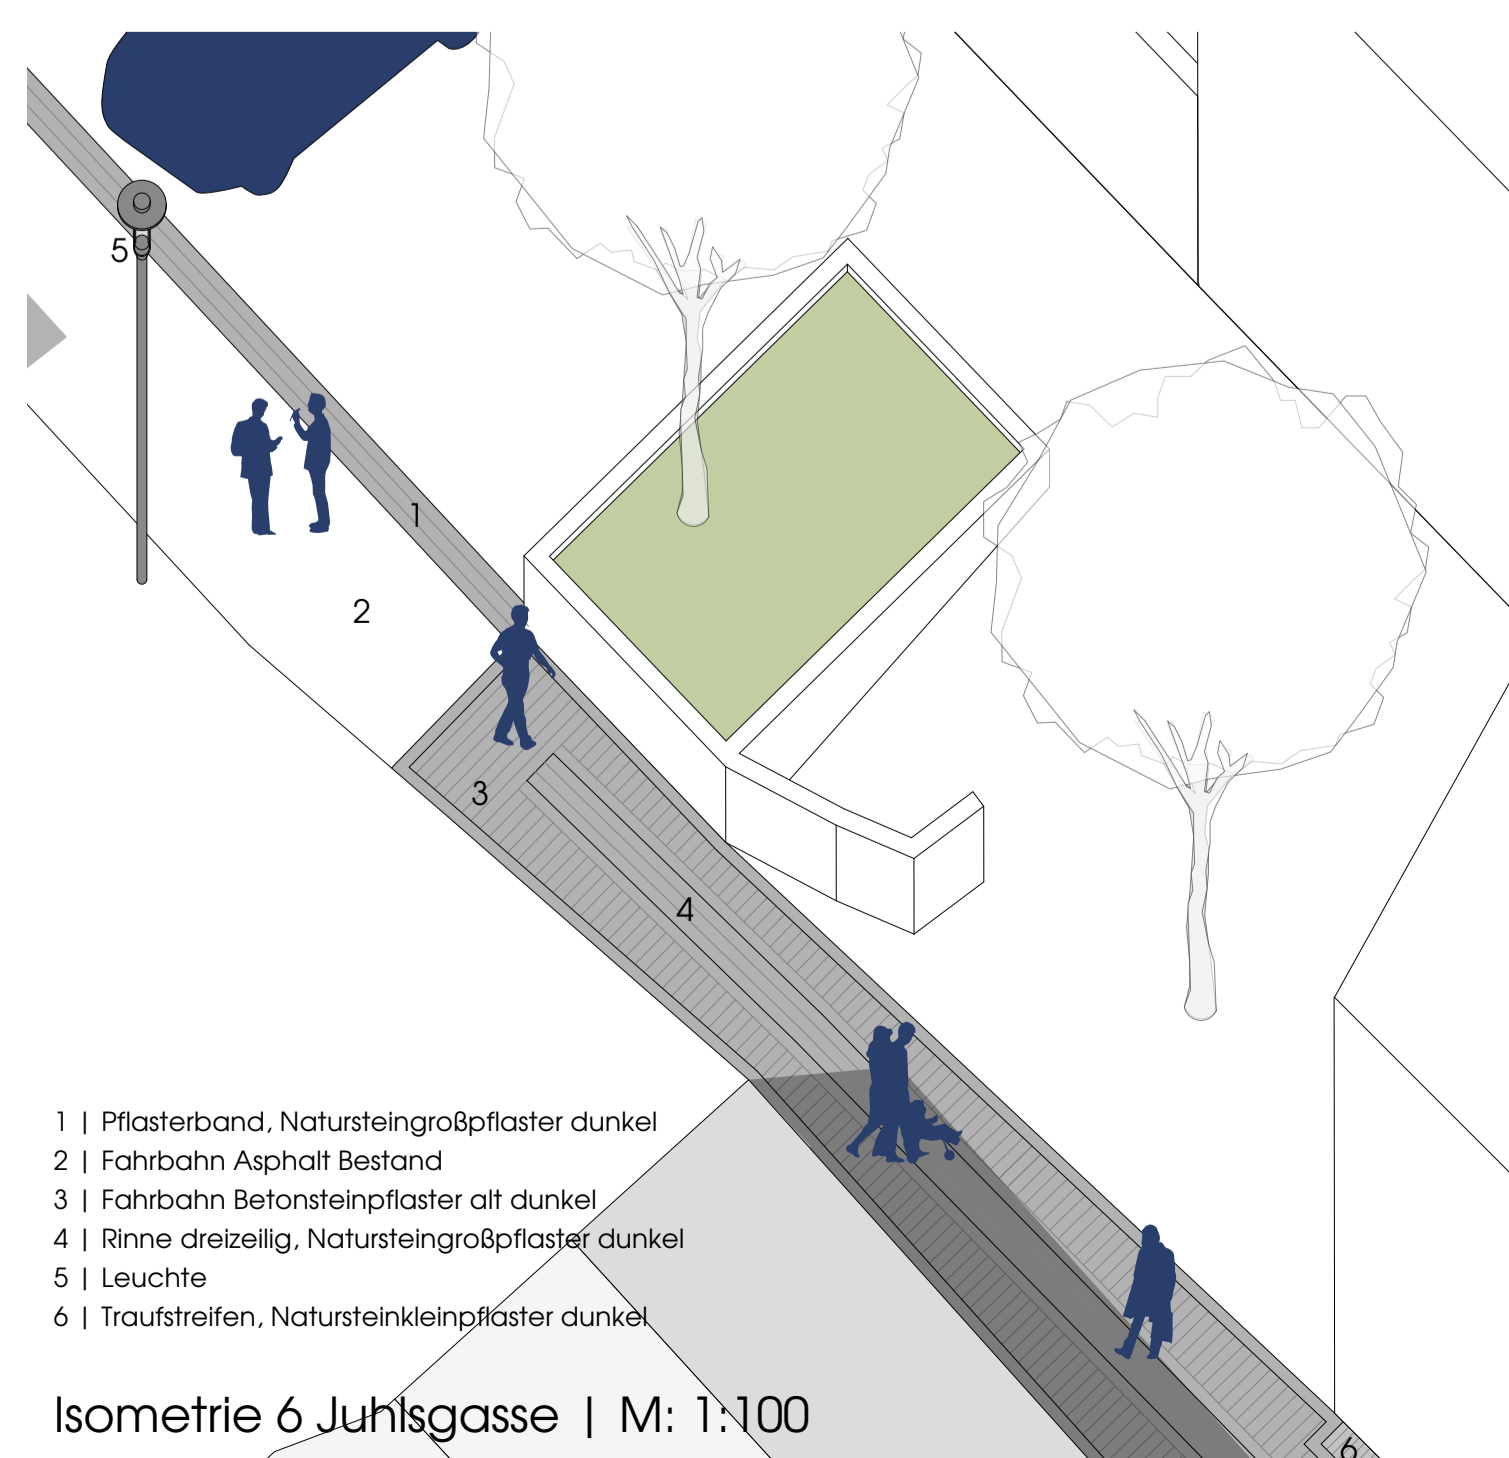 5
1
2
3
4
1 | Pflasterband, Natursteingroßpflaster dunkel
2 | Fahrbahn Asphalt Bestand
3 | Fahrbahn Betonsteinpflaster alt dunkel
4 | Rinne dreizeilig, Natursteingroßpflaster dunkel
5 | Leuchte
6 | Traufstreifen, Natursteinkleinpflaster dunkel
Isometrie 6 Juhlsgasse | M: 1:100
6